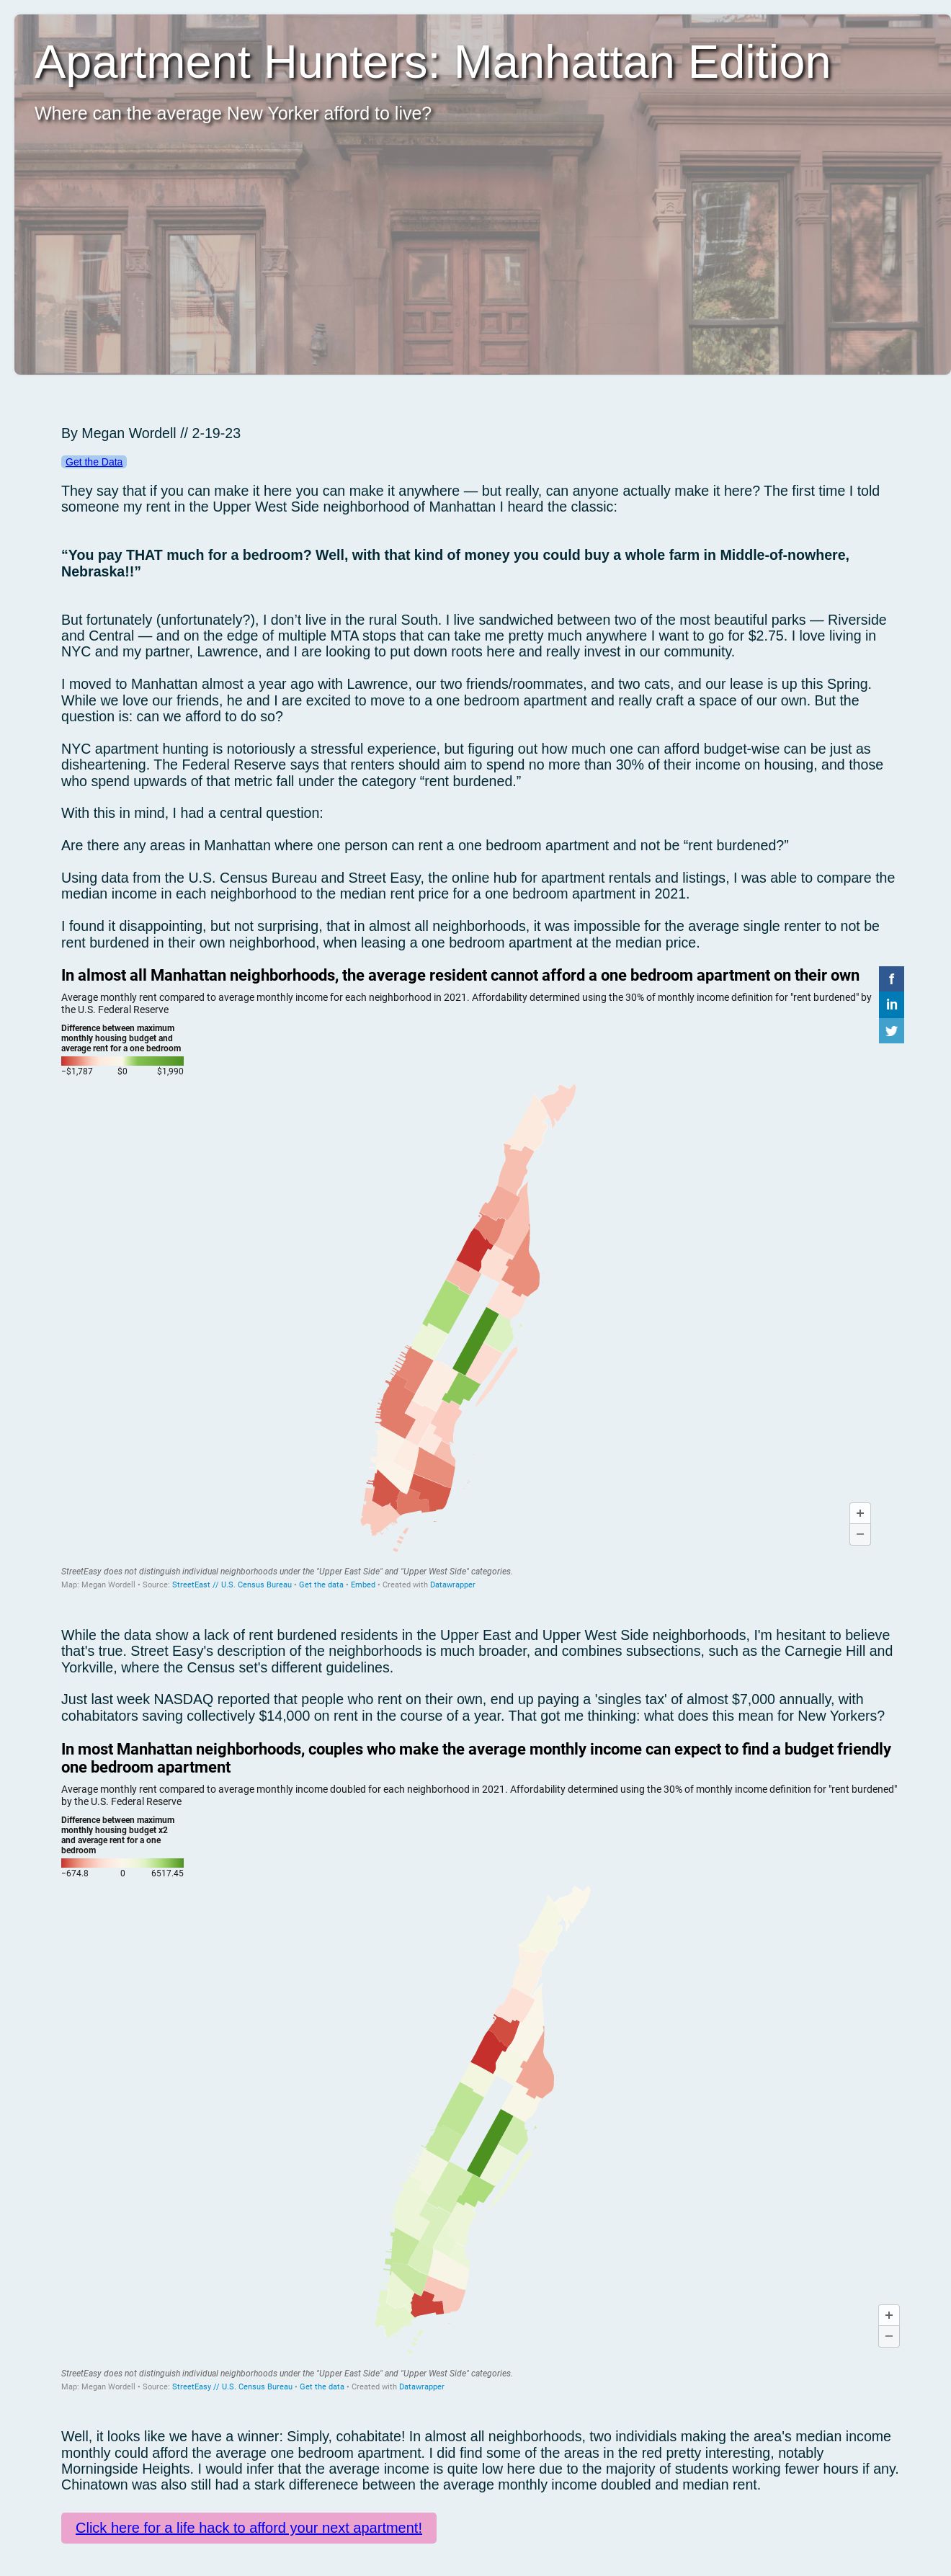 Apartment Hunters: Manhattan Edition
Where can the average New Yorker afford to live?
By Megan Wordell // 2-19-23
Get the Data
They say that if you can make it here you can make it anywhere — but really, can anyone actually make it here? The first time I told
someone my rent in the Upper West Side neighborhood of Manhattan I heard the classic:
“You pay THAT much for a bedroom? Well, with that kind of money you could buy a whole farm in Middle-of-nowhere,
Nebraska!!”
But fortunately (unfortunately?), I don’t live in the rural South. I live sandwiched between two of the most beautiful parks — Riverside
and Central — and on the edge of multiple MTA stops that can take me pretty much anywhere I want to go for $2.75. I love living in
NYC and my partner, Lawrence, and I are looking to put down roots here and really invest in our community.
I moved to Manhattan almost a year ago with Lawrence, our two friends/roommates, and two cats, and our lease is up this Spring.
While we love our friends, he and I are excited to move to a one bedroom apartment and really craft a space of our own. But the
question is: can we afford to do so?
NYC apartment hunting is notoriously a stressful experience, but figuring out how much one can afford budget-wise can be just as
disheartening. The Federal Reserve says that renters should aim to spend no more than 30% of their income on housing, and those
who spend upwards of that metric fall under the category “rent burdened.”
With this in mind, I had a central question:
Are there any areas in Manhattan where one person can rent a one bedroom apartment and not be “rent burdened?”
Using data from the U.S. Census Bureau and Street Easy, the online hub for apartment rentals and listings, I was able to compare the
median income in each neighborhood to the median rent price for a one bedroom apartment in 2021.
I found it disappointing, but not surprising, that in almost all neighborhoods, it was impossible for the average single renter to not be
rent burdened in their own neighborhood, when leasing a one bedroom apartment at the median price.
In almost all Manhattan neighborhoods, the average resident cannot afford a one bedroom apartment on their own
f
Average monthly rent compared to average monthly income for each neighborhood in 2021. Affordability determined using the 30% of monthly income definition for "rent burdened" by
the U.S. Federal Reserve
in
Difference between maximum
monthly housing budget and
average rent for a one bedroom
−$1,787 $0 $1,990
+
−
StreetEasy does not distinguish individual neighborhoods under the "Upper East Side" and "Upper West Side" categories.
Map: Megan Wordell • Source: StreetEast // U.S. Census Bureau • Get the data • Embed • Created with Datawrapper
While the data show a lack of rent burdened residents in the Upper East and Upper West Side neighborhoods, I'm hesitant to believe
that's true. Street Easy's description of the neighborhoods is much broader, and combines subsections, such as the Carnegie Hill and
Yorkville, where the Census set's different guidelines.
Just last week NASDAQ reported that people who rent on their own, end up paying a 'singles tax' of almost $7,000 annually, with
cohabitators saving collectively $14,000 on rent in the course of a year. That got me thinking: what does this mean for New Yorkers?
In most Manhattan neighborhoods, couples who make the average monthly income can expect to find a budget friendly
one bedroom apartment
Average monthly rent compared to average monthly income doubled for each neighborhood in 2021. Affordability determined using the 30% of monthly income definition for "rent burdened"
by the U.S. Federal Reserve
Difference between maximum
monthly housing budget x2
and average rent for a one
bedroom
−674.8 0 6517.45
+
−
StreetEasy does not distinguish individual neighborhoods under the "Upper East Side" and "Upper West Side" categories.
Map: Megan Wordell • Source: StreetEasy // U.S. Census Bureau • Get the data • Created with Datawrapper
Well, it looks like we have a winner: Simply, cohabitate! In almost all neighborhoods, two individials making the area's median income
monthly could afford the average one bedroom apartment. I did find some of the areas in the red pretty interesting, notably
Morningside Heights. I would infer that the average income is quite low here due to the majority of students working fewer hours if any.
Chinatown was also still had a stark differenece between the average monthly income doubled and median rent.
Click here for a life hack to afford your next apartment!